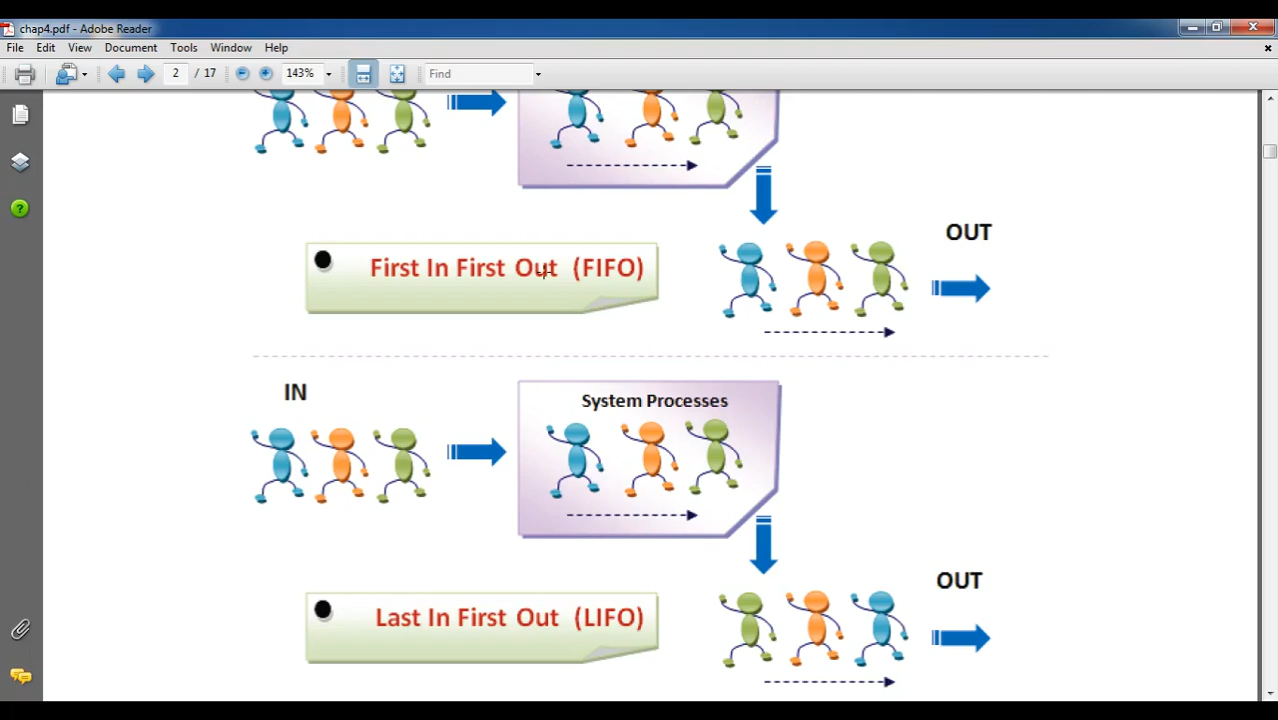 chap4.pdf - Adobe Reader
File Edit View Document Tools Window Help
2 / 17 143% Find
OUT
First In First Out (FIFO)
IN
System Processes
OUT
Last In First Out (LIFO)